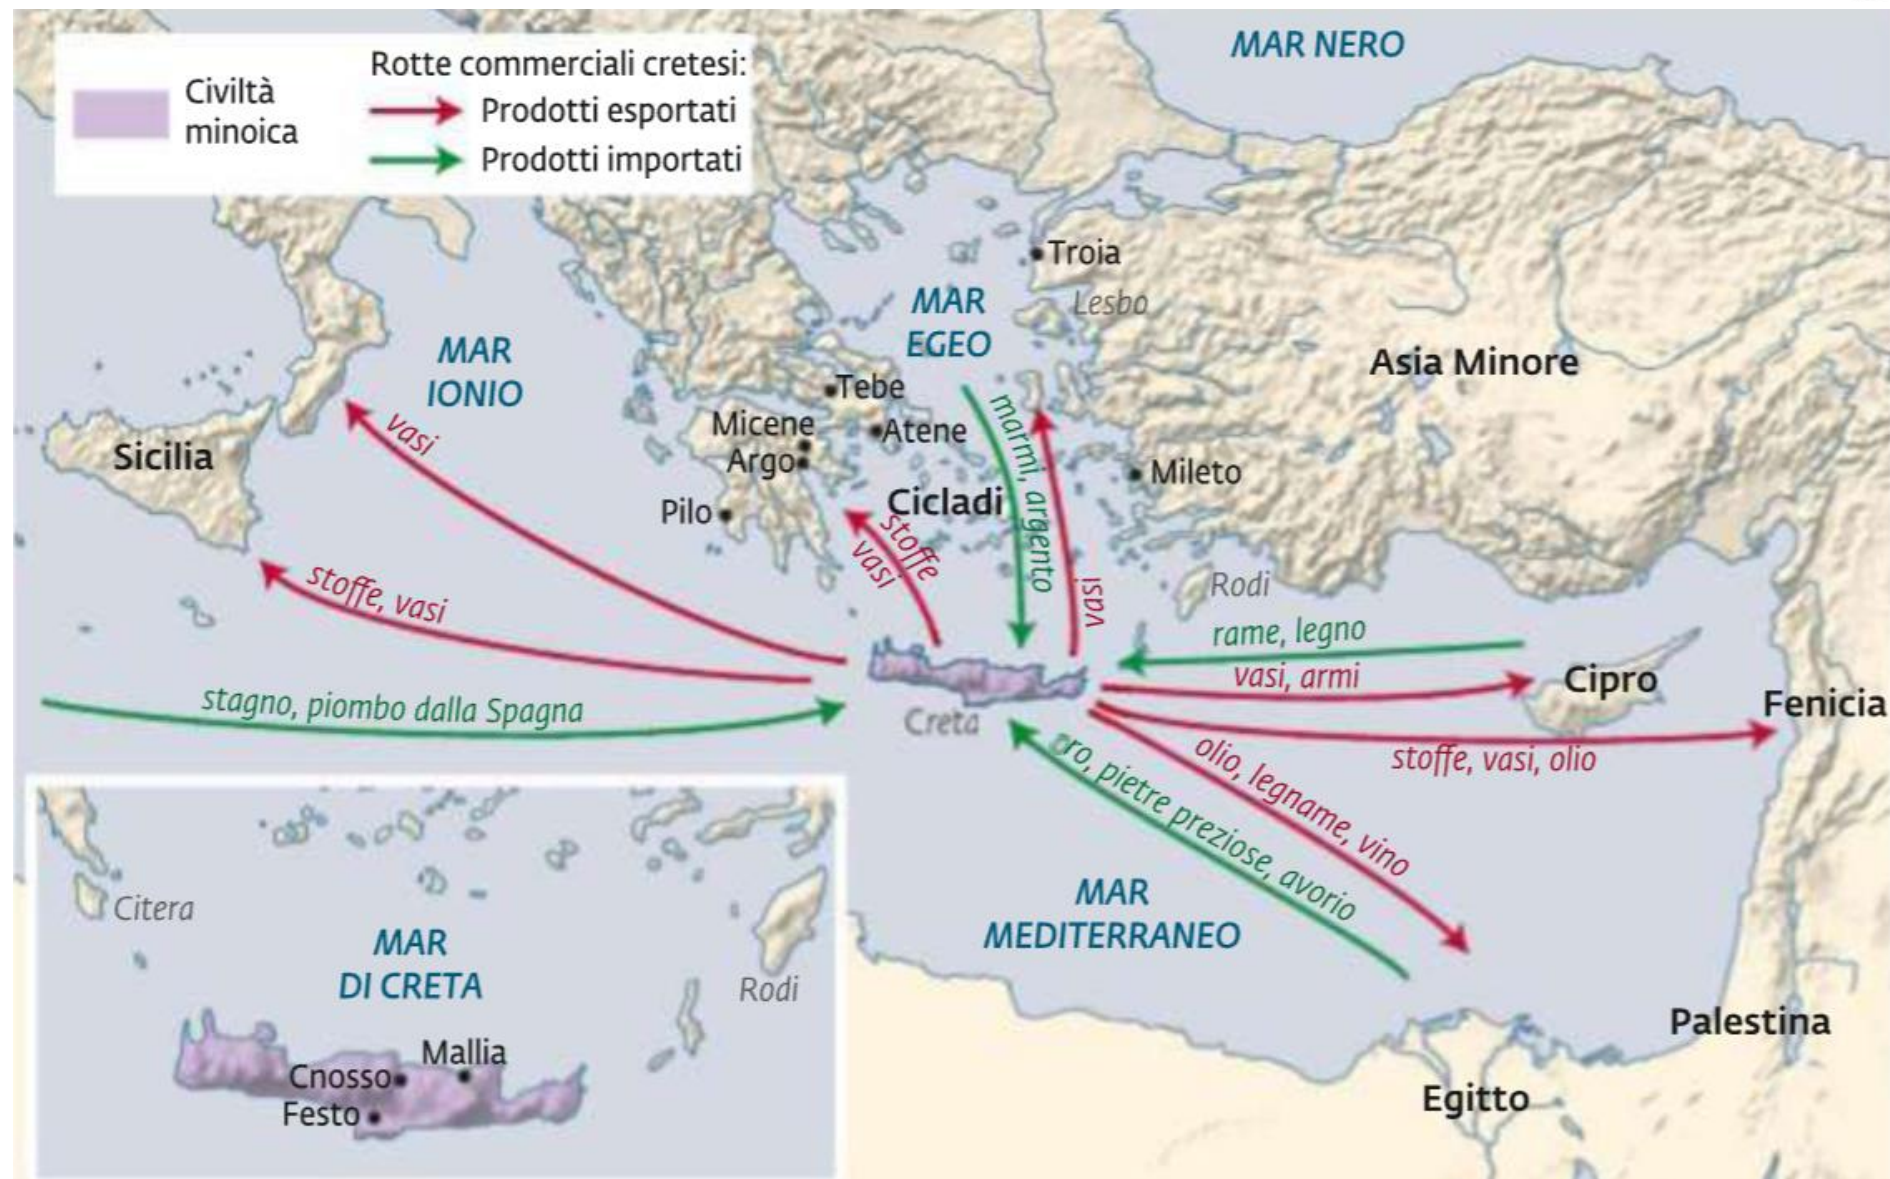 MAR NERO
Civiltà
minoica
Rotte commerciali cretesi:
Prodotti esportati
Prodotti importati
Troia
Lesbo
MAR
EGEO
MAR
IONIO
Asia Minore
Tebe
Micene
Atene
Argo
Sicilia
vasi
marmi, argento
Mileto
Cicladi
Pilo
stoffe
vasi
stoffe, vasi
vasi
Rodi
rame, legno
vasi, armi
Cipro
Fenicia
stagno, piombo dalla Spagna
Creta
oro, pietre preziose, avorio
olio, legname, vino
stoffe, vasi, olio
MAR
MEDITERRANEO
Palestina
Egitto
Citera
MAR
DI CRETA
Rodi
Mallia
Cnosso
Festo